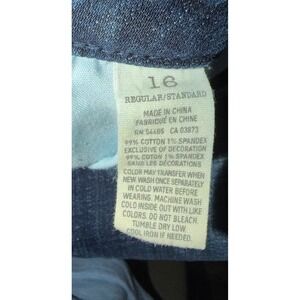 16
REGULAR/STANDARD
MADE IN CHINA
FABRIQUÉ EN CHINE
RN 54485 CA 03873
99% COTTON 1% SPANDEX
EXCLUSIVE OF DECORATION
99% COTON 1% SPANDEX
SANS LES DÉCORATIONS
COLOR MAY TRANSFER WHEN
NEW. WASH ONCE SEPARATELY
IN COLD WATER BEFORE
WEARING. MACHINE WASH
COLD INSIDE OUT WITH LIKE
COLORS. DO NOT BLEACH.
TUMBLE DRY LOW.
COOL IRON IF NEEDED.